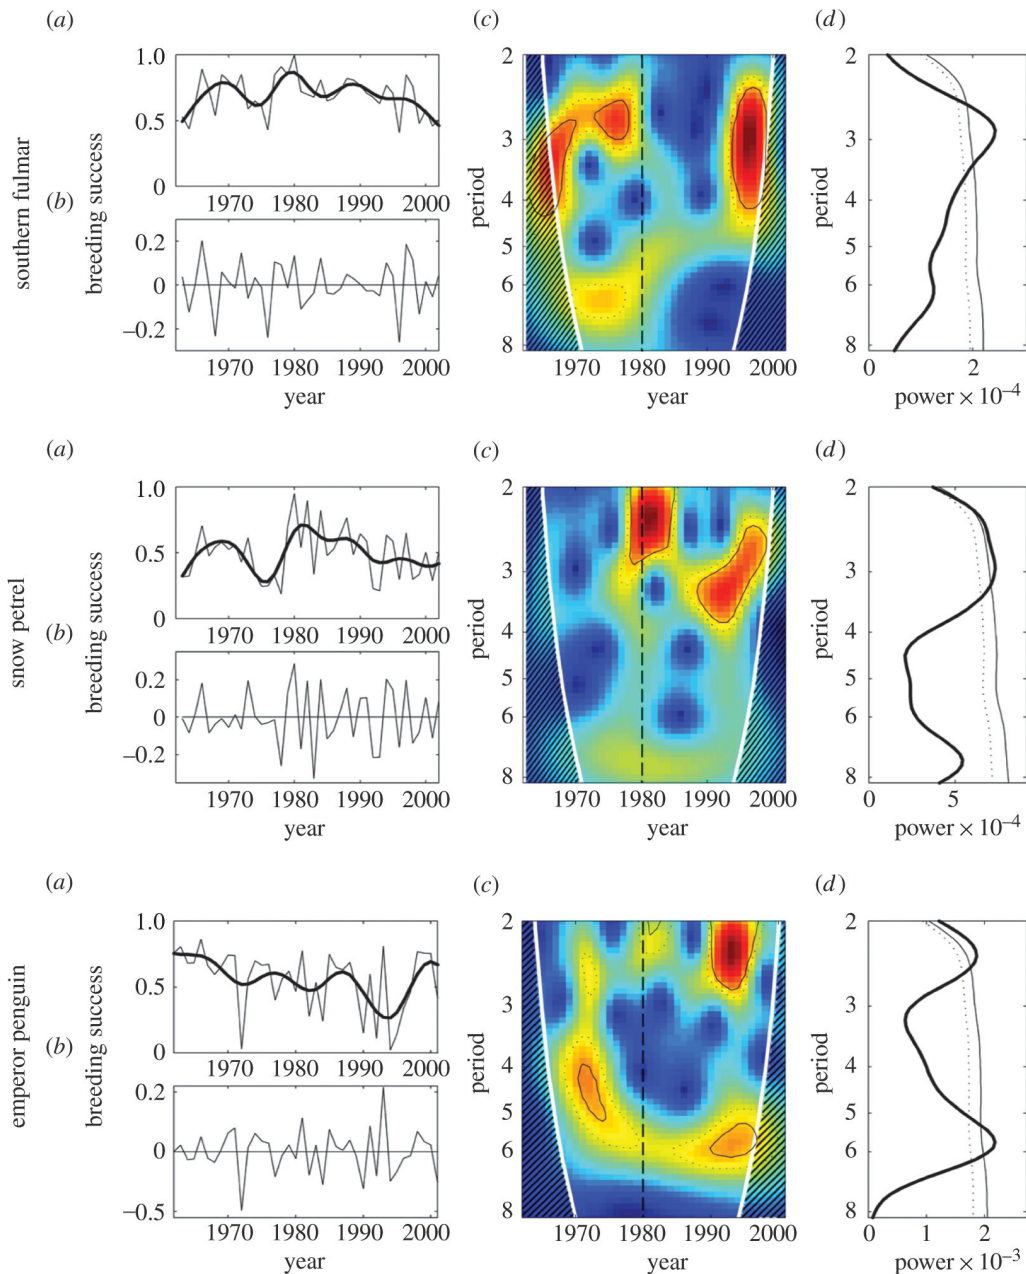 (a)
(c)
(d)
southern fulmar
breeding success
1.0
0.5
0
1970 1980 1990 2000
(b)
0.2
0
−0.2
1970 1980 1990 2000
year
period
2
3
4
5
6
8
1970 1980 1990 2000
year
2
3
4
5
6
8
0 2
power × 10⁻⁴
(a)
(c)
(d)
snow petrel
breeding success
1.0
0.5
0
1970 1980 1990 2000
(b)
0.2
0
−0.2
1970 1980 1990 2000
year
period
2
3
4
5
6
8
1970 1980 1990 2000
year
2
3
4
5
6
8
0 5
power × 10⁻⁴
(a)
(c)
(d)
emperor penguin
breeding success
1.0
0.5
0
1970 1980 1990 2000
(b)
0.2
0
−0.5
1970 1980 1990 2000
year
period
2
3
4
5
6
8
1970 1980 1990 2000
year
2
3
4
5
6
8
0 1 2
power × 10⁻³